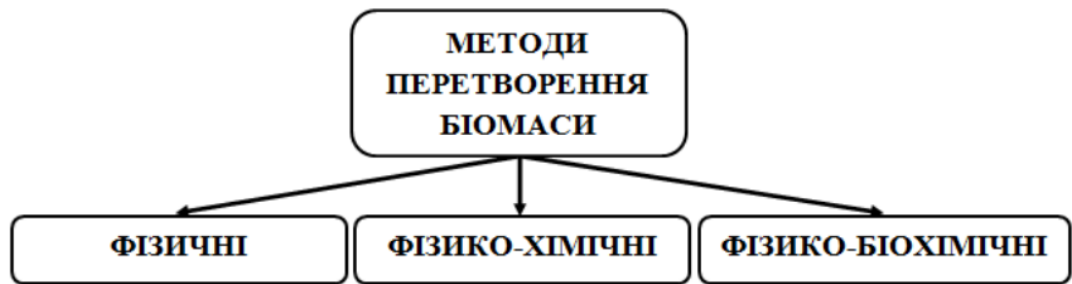 МЕТОДИ
ПЕРЕТВОРЕННЯ
БІОМАСИ
ФІЗИЧНІ
ФІЗИКО-ХІМІЧНІ
ФІЗИКО-БІОХІМІЧНІ